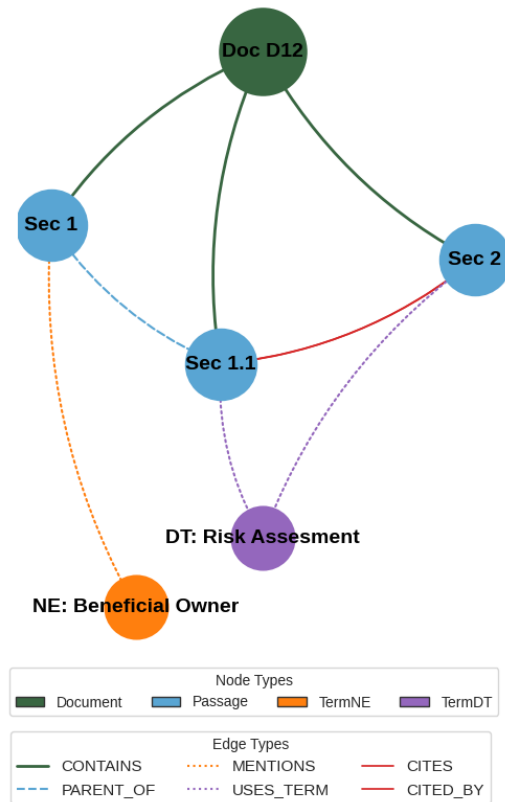 Doc D12
Sec 1
Sec 2
Sec 1.1
DT: Risk Assesment
NE: Beneficial Owner
Node Types
Document Passage TermNE TermDT
Edge Types
CONTAINS MENTIONS CITES
PARENT_OF USES_TERM CITED_BY